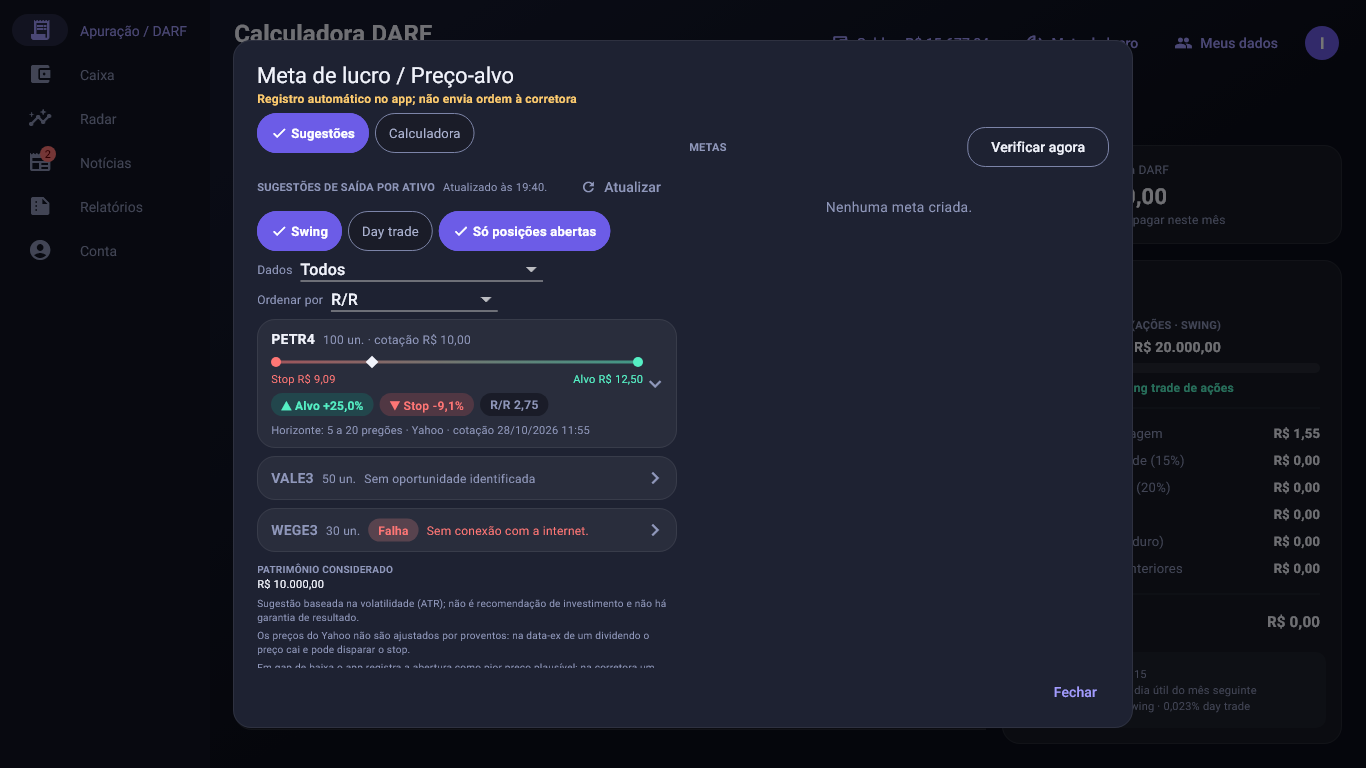 Apuração / DARF
Caixa
Radar
2
Notícias
Relatórios
Conta
Calculadora DARF
Meus dados
I
Meta de lucro / Preço-alvo
Registro automático no app; não envia ordem à corretora
Sugestões
Calculadora
SUGESTÕES DE SAÍDA POR ATIVO Atualizado às 19:40.
Atualizar
Swing
Day trade
Só posições abertas
Dados Todos
Ordenar por R/R
PETR4 100 un. · cotação R$ 10,00
Stop R$ 9,09
Alvo R$ 12,50
▲ Alvo +25,0%
▼ Stop -9,1%
R/R 2,75
Horizonte: 5 a 20 pregões · Yahoo · cotação 28/10/2026 11:55
VALE3 50 un. Sem oportunidade identificada
WEGE3 30 un. Falha Sem conexão com a internet.
PATRIMÔNIO CONSIDERADO
R$ 10.000,00
Sugestão baseada na volatilidade (ATR); não é recomendação de investimento e não há
garantia de resultado.
Os preços do Yahoo não são ajustados por proventos: na data-ex de um dividendo o
preço cai e pode disparar o stop.
METAS
Verificar agora
Nenhuma meta criada.
Fechar
DARF
,00
pagar neste mês
(AÇÕES · SWING)
R$ 20.000,00
ng trade de ações
agem R$ 1,55
de (15%) R$ 0,00
(20%) R$ 0,00
R$ 0,00
duro) R$ 0,00
nteriores R$ 0,00
R$ 0,00
15
dia útil do mês seguinte
wing · 0,023% day trade